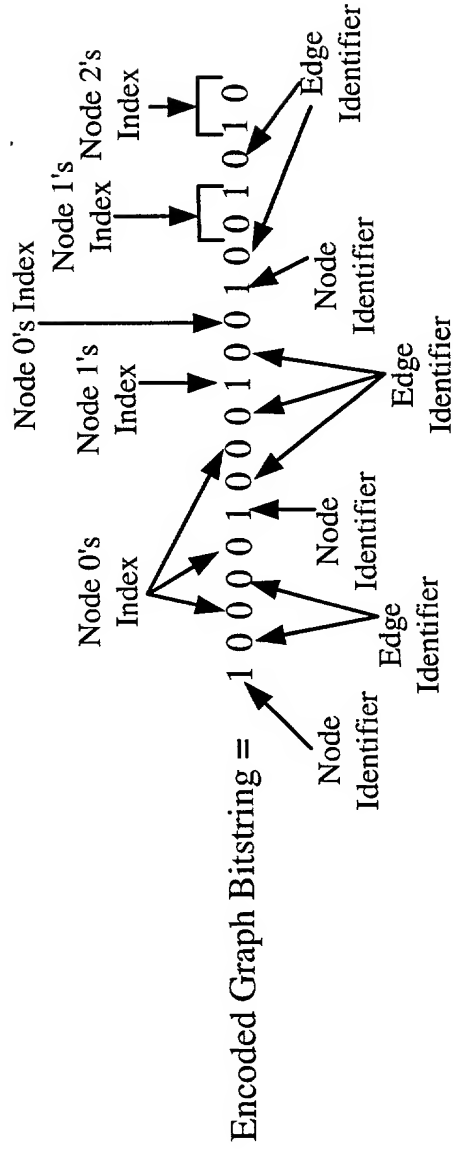 Node 0's Index
Node 0's
Index
Node 1's
Index
Node 1's
Index
Node 2's
Index
Encoded Graph Bitstring = 1 0 0 0 0 1 0 0 0 1 0 0 1 0 0 1 0 1 0
Node
Identifier
Edge
Identifier
Node
Identifier
Edge
Identifier
Node
Identifier
Edge
Identifier